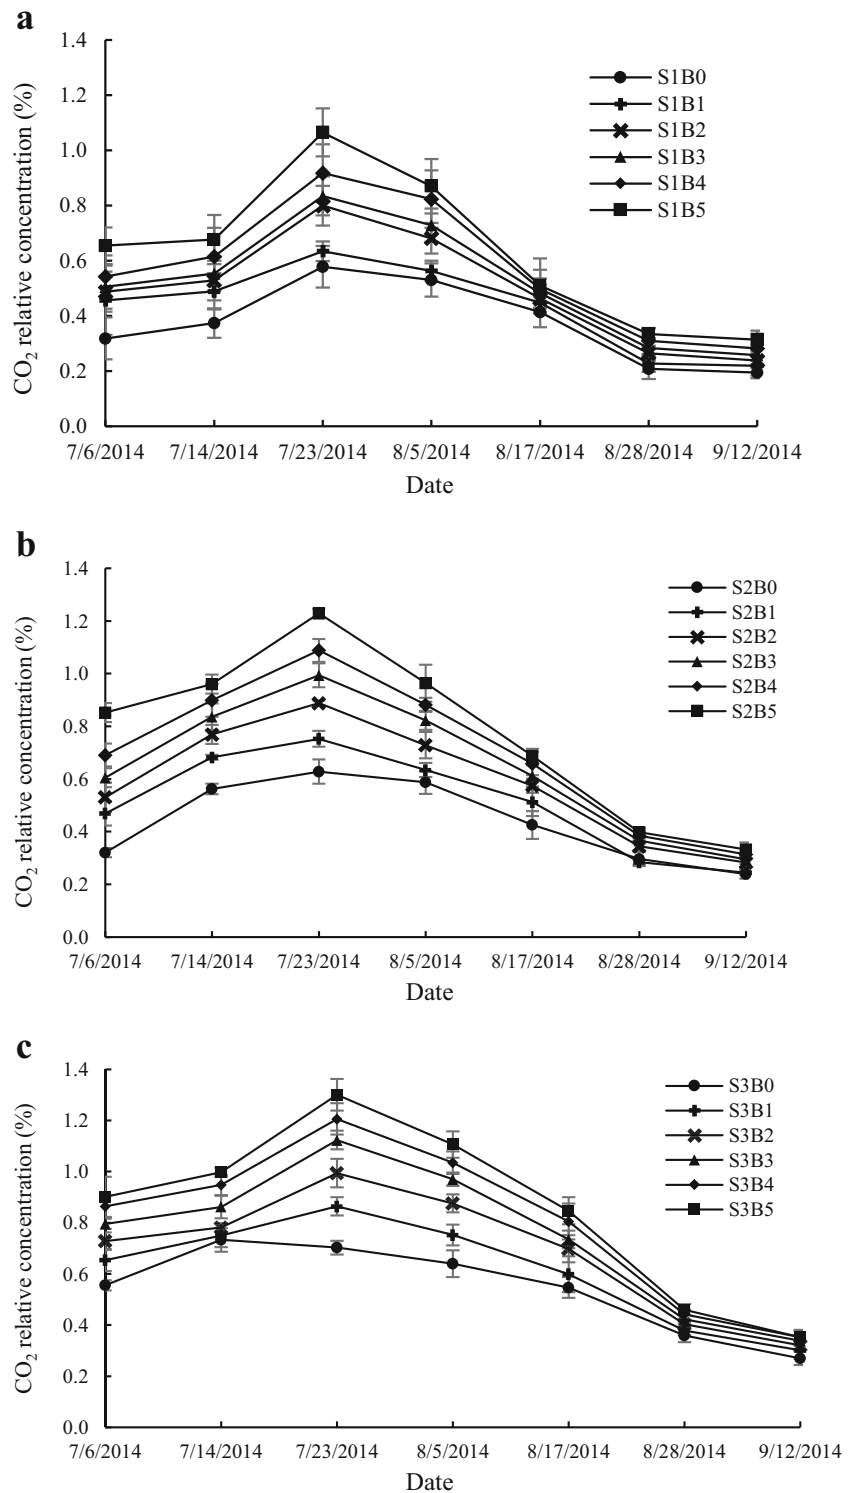 a
CO₂ relative concentration (%)
1.4
1.2
1.0
0.8
0.6
0.4
0.2
0.0
S1B0
S1B1
S1B2
S1B3
S1B4
S1B5
7/6/2014 7/14/2014 7/23/2014 8/5/2014 8/17/2014 8/28/2014 9/12/2014
Date
b
CO₂ relative concentration (%)
1.4
1.2
1.0
0.8
0.6
0.4
0.2
0.0
S2B0
S2B1
S2B2
S2B3
S2B4
S2B5
7/6/2014 7/14/2014 7/23/2014 8/5/2014 8/17/2014 8/28/2014 9/12/2014
Date
c
CO₂ relative concentration (%)
1.4
1.2
1.0
0.8
0.6
0.4
0.2
0.0
S3B0
S3B1
S3B2
S3B3
S3B4
S3B5
7/6/2014 7/14/2014 7/23/2014 8/5/2014 8/17/2014 8/28/2014 9/12/2014
Date